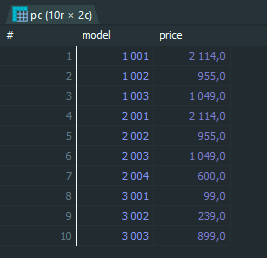 pc (10r × 2c)
# model price
1 1 001 2 114,0
2 1 002 955,0
3 1 003 1 049,0
4 2 001 2 114,0
5 2 002 955,0
6 2 003 1 049,0
7 2 004 600,0
8 3 001 99,0
9 3 002 239,0
10 3 003 899,0